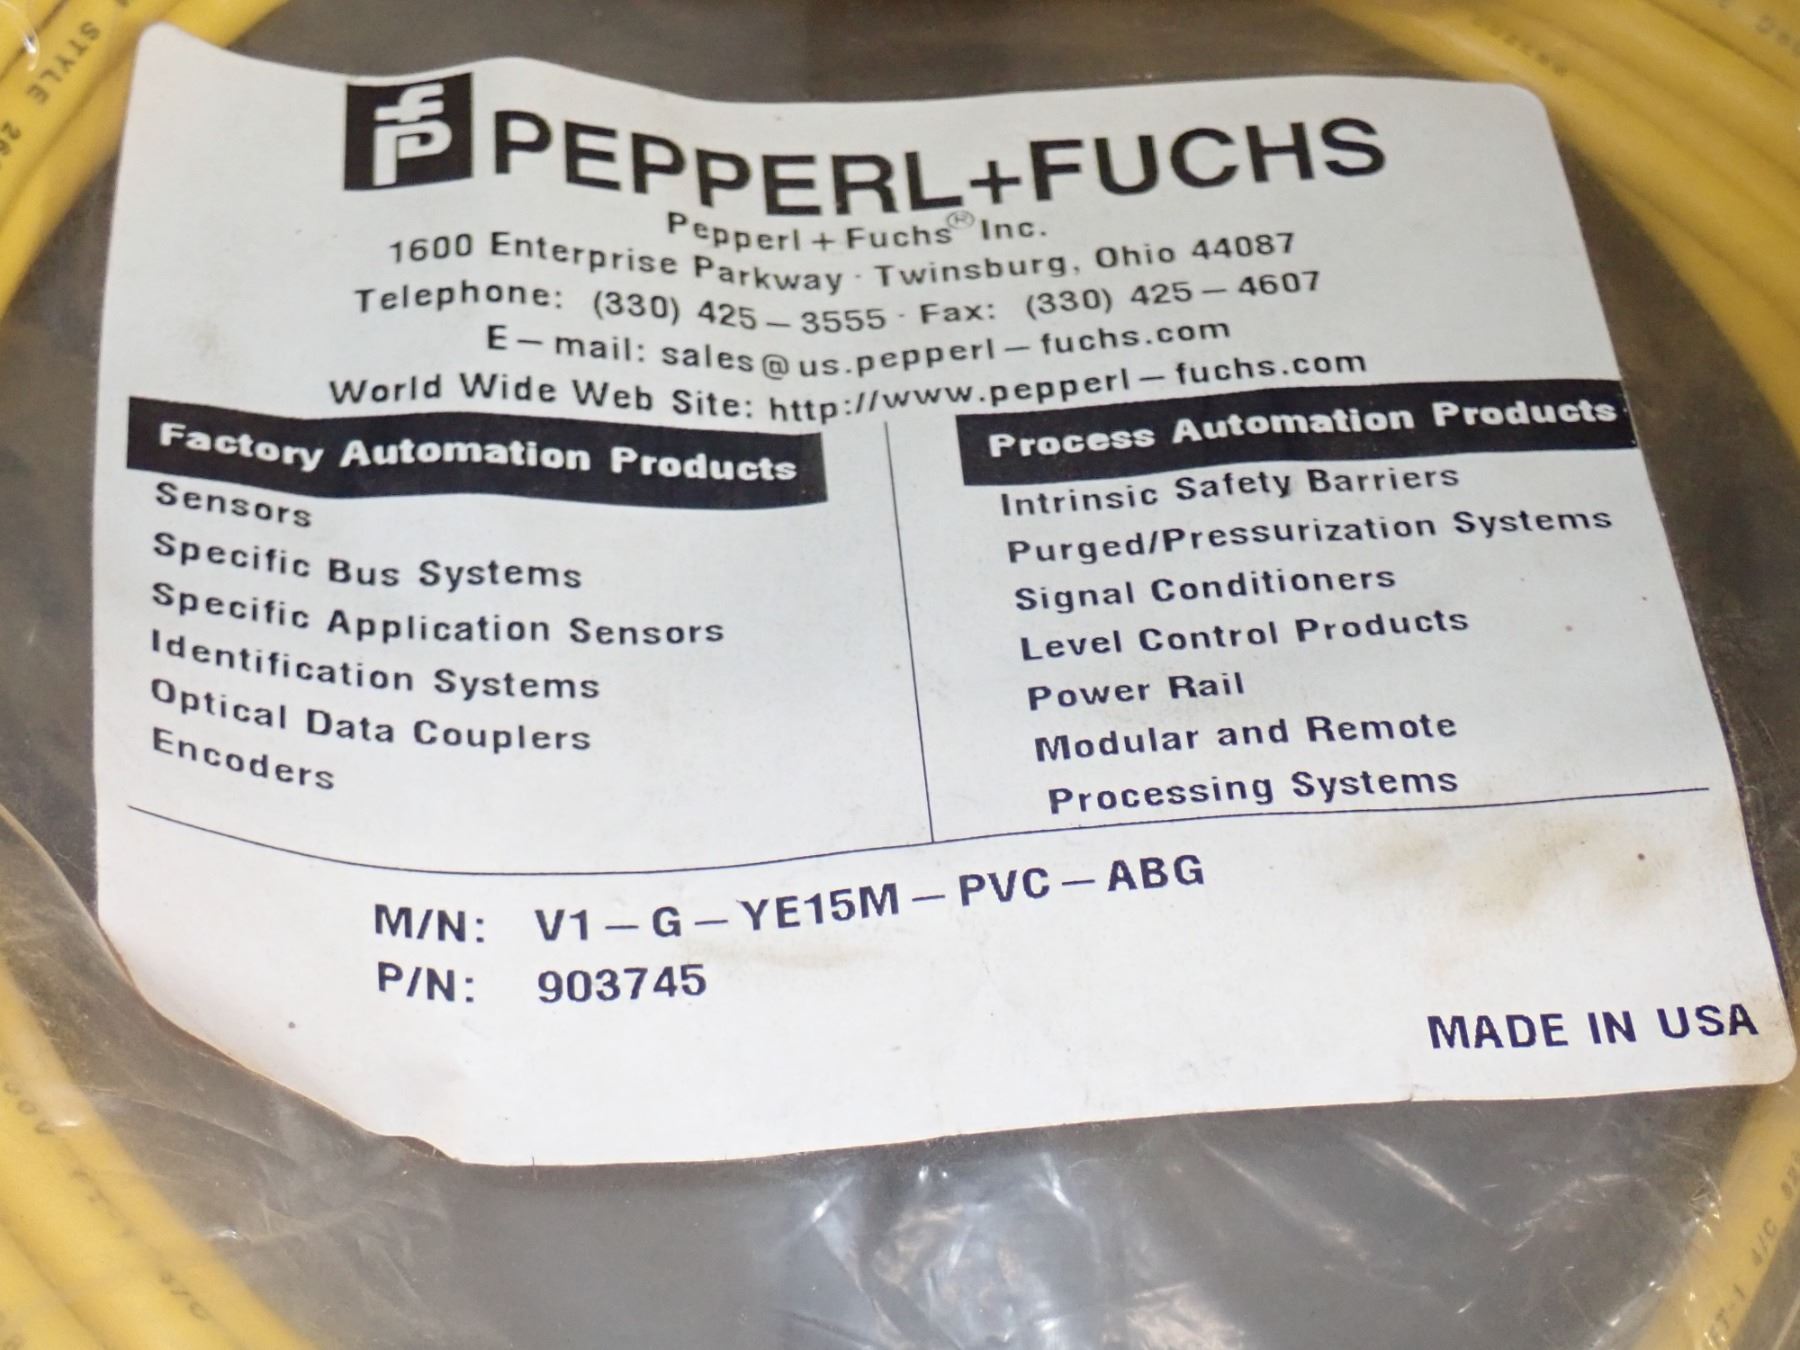 PEPPERL+FUCHS
Pepperl + Fuchs® Inc.
1600 Enterprise Parkway · Twinsburg, Ohio 44087
Telephone: (330) 425 – 3555 · Fax: (330) 425 – 4607
E – mail: sales@us.pepperl – fuchs.com
World Wide Web Site: http://www.pepperl – fuchs.com
Factory Automation Products
Sensors
Specific Bus Systems
Specific Application Sensors
Identification Systems
Optical Data Couplers
Encoders
Process Automation Products
Intrinsic Safety Barriers
Purged/Pressurization Systems
Signal Conditioners
Level Control Products
Power Rail
Modular and Remote
Processing Systems
M/N: V1 – G – YE15M – PVC – ABG
P/N: 903745
MADE IN USA
STYLE